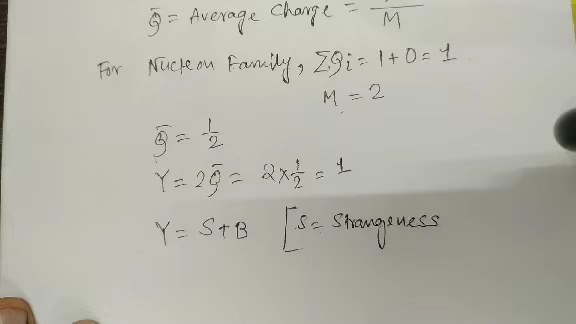 Q̄ = Average Charge = ⎯/M
For Nucleon Family, ΣQi = 1+0 = 1
M = 2
Q̄ = 1/2
Y = 2Q̄ = 2×1/2 = 1
Y = S+B [S = Strangeness